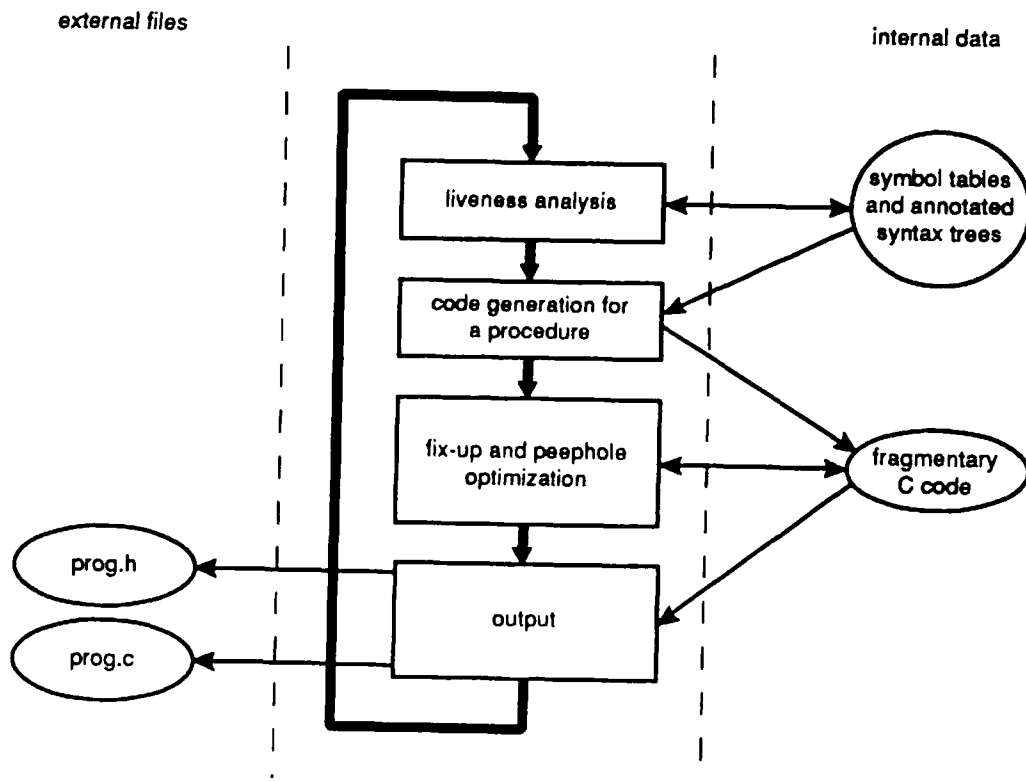 external files
internal data
liveness analysis
symbol tables
and annotated
syntax trees
code generation for
a procedure
fix-up and peephole
optimization
fragmentary
C code
prog.h
output
prog.c